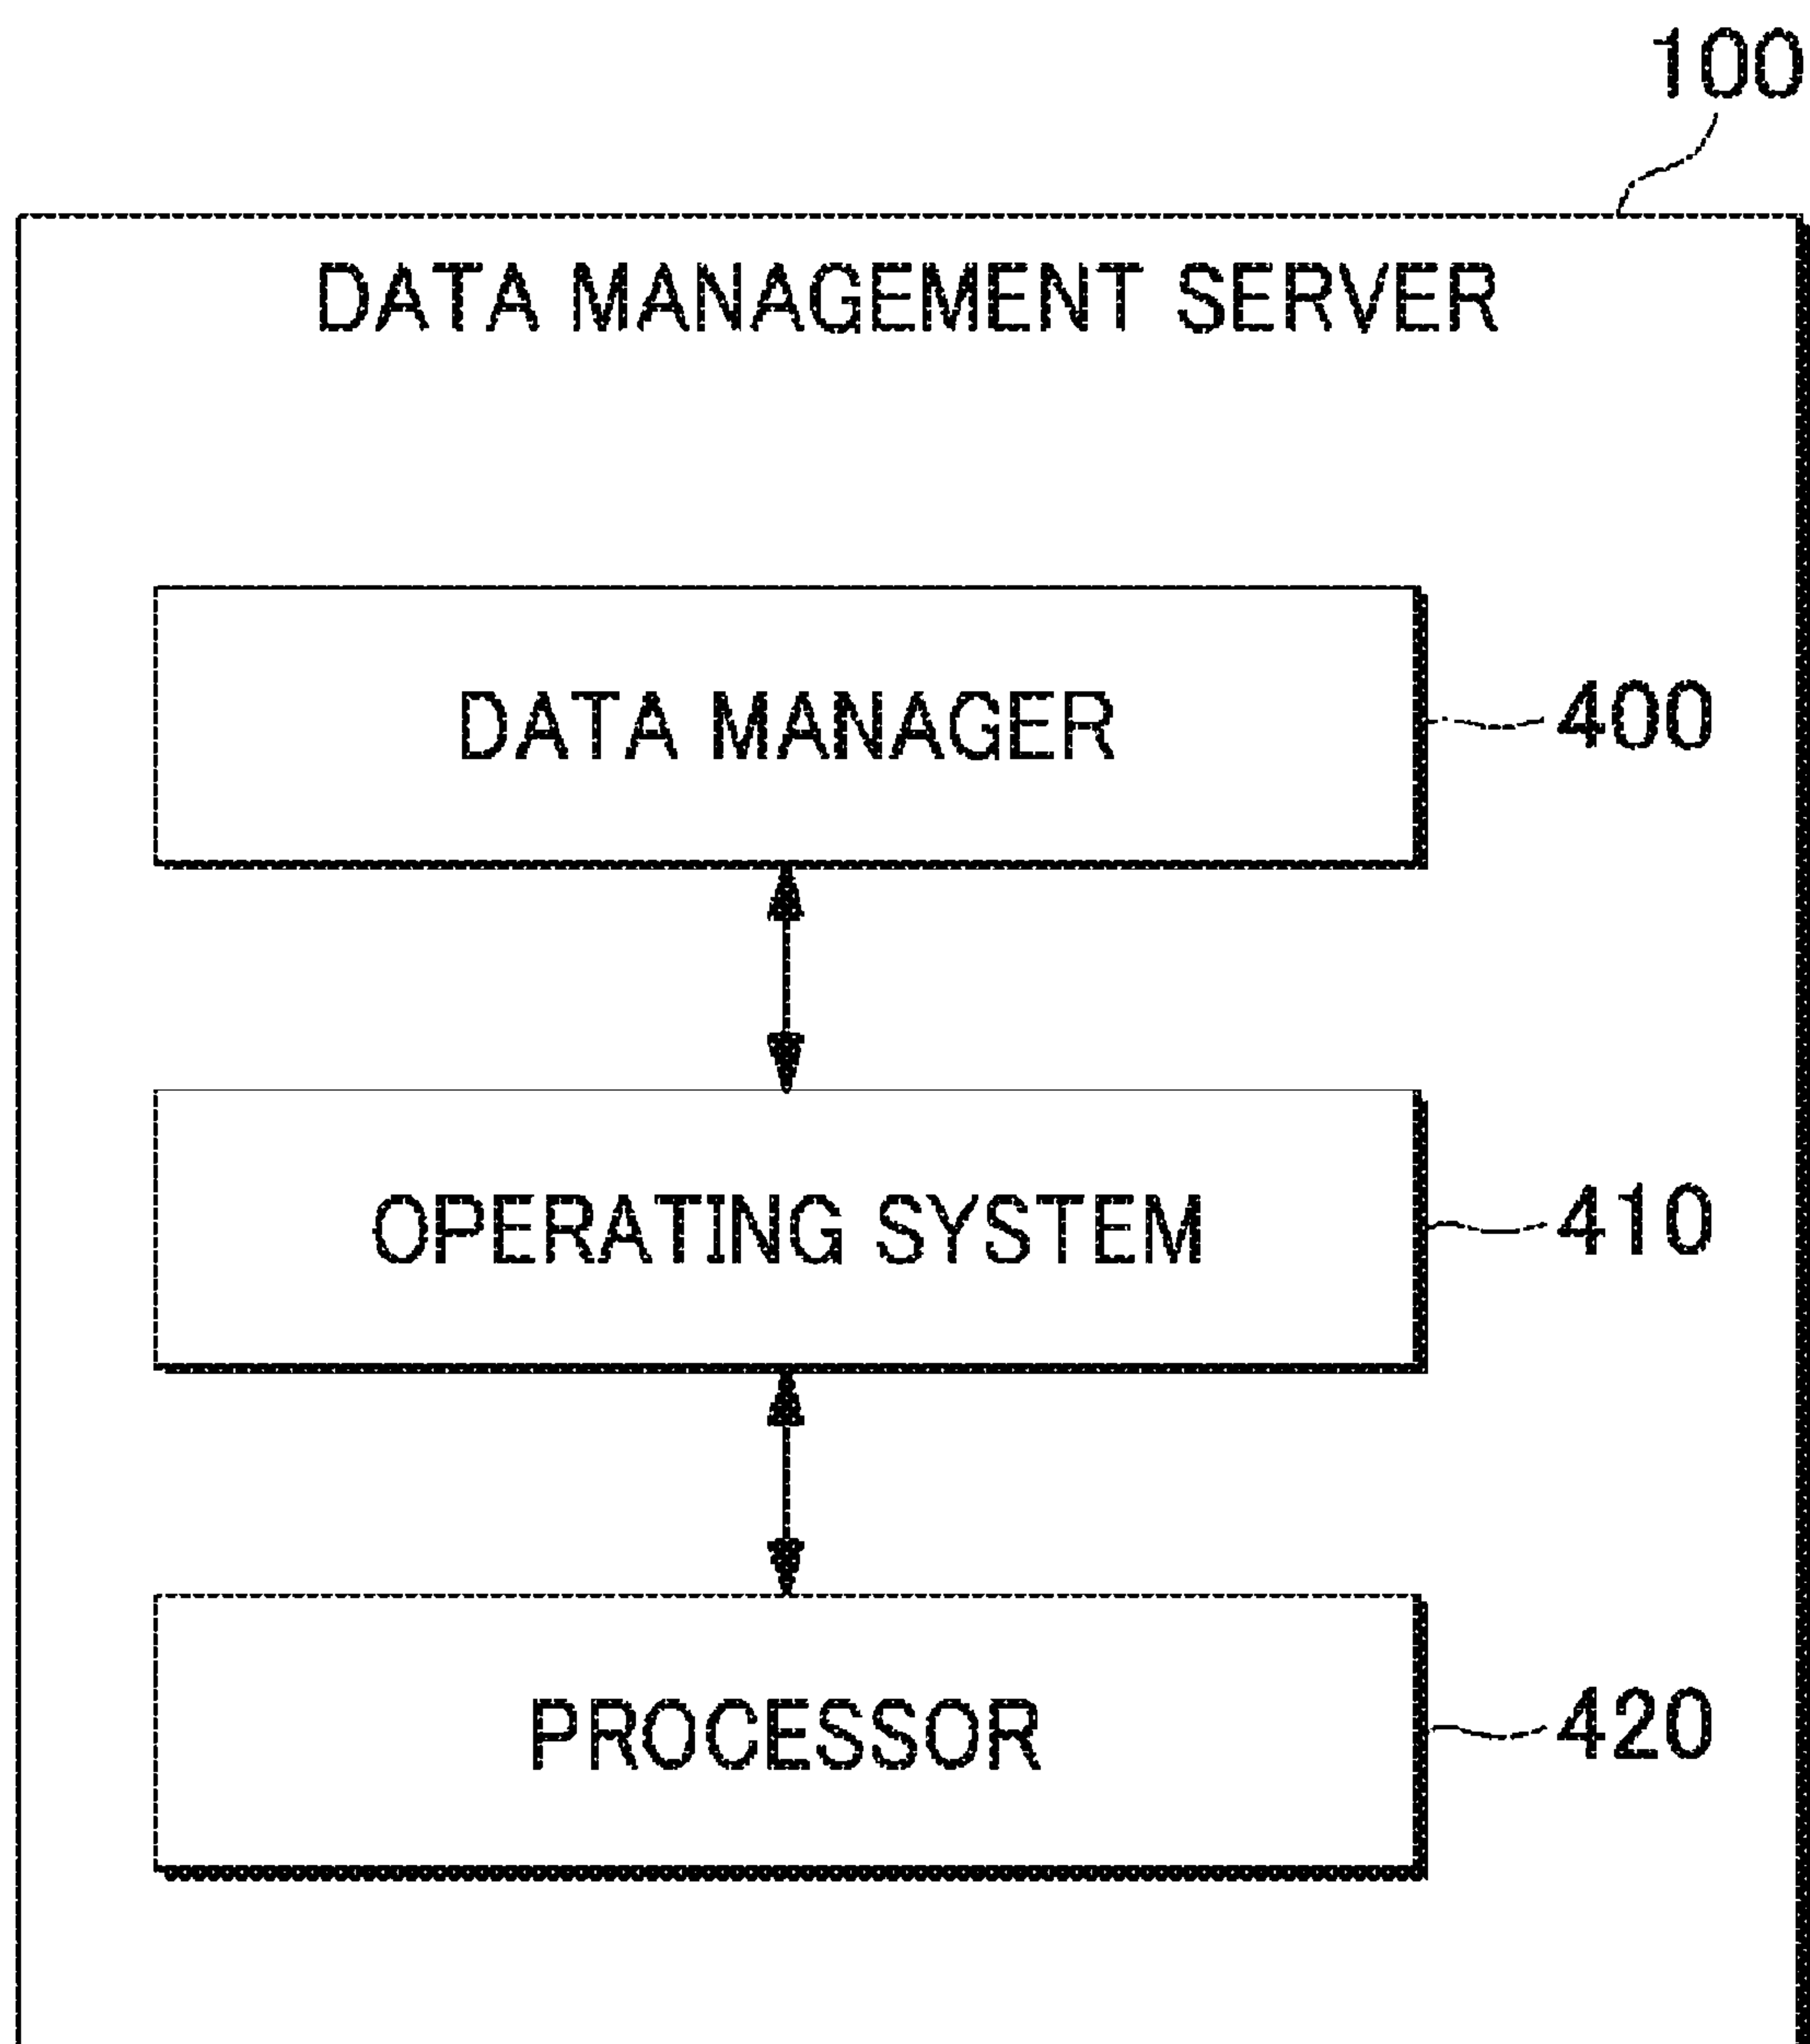 100
DATA MANAGEMENT SERVER
DATA MANAGER
400
OPERATING SYSTEM
410
PROCESSOR
420